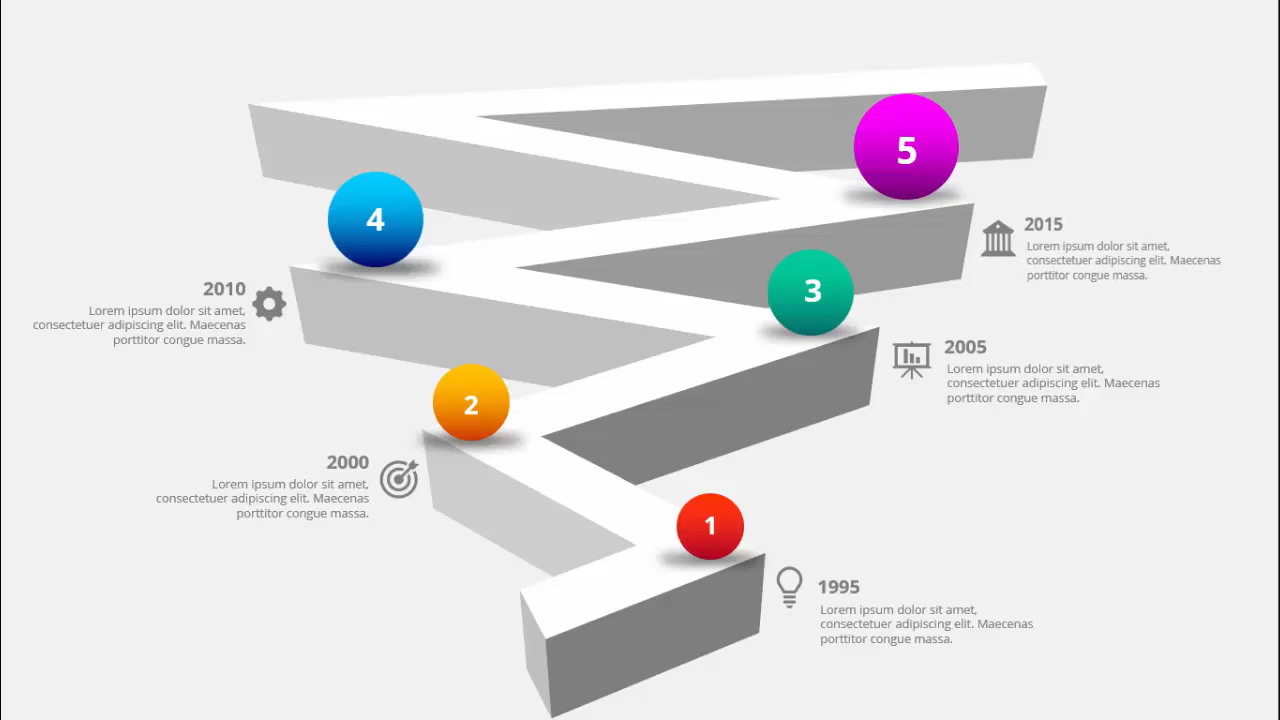 5
4
2015
Lorem ipsum dolor sit amet,
consectetuer adipiscing elit. Maecenas
porttitor congue massa.
3
2010
Lorem ipsum dolor sit amet,
consectetuer adipiscing elit. Maecenas
porttitor congue massa.
2005
Lorem ipsum dolor sit amet,
consectetuer adipiscing elit. Maecenas
porttitor congue massa.
2
2000
Lorem ipsum dolor sit amet,
consectetuer adipiscing elit. Maecenas
porttitor congue massa.
1
1995
Lorem ipsum dolor sit amet,
consectetuer adipiscing elit. Maecenas
porttitor congue massa.